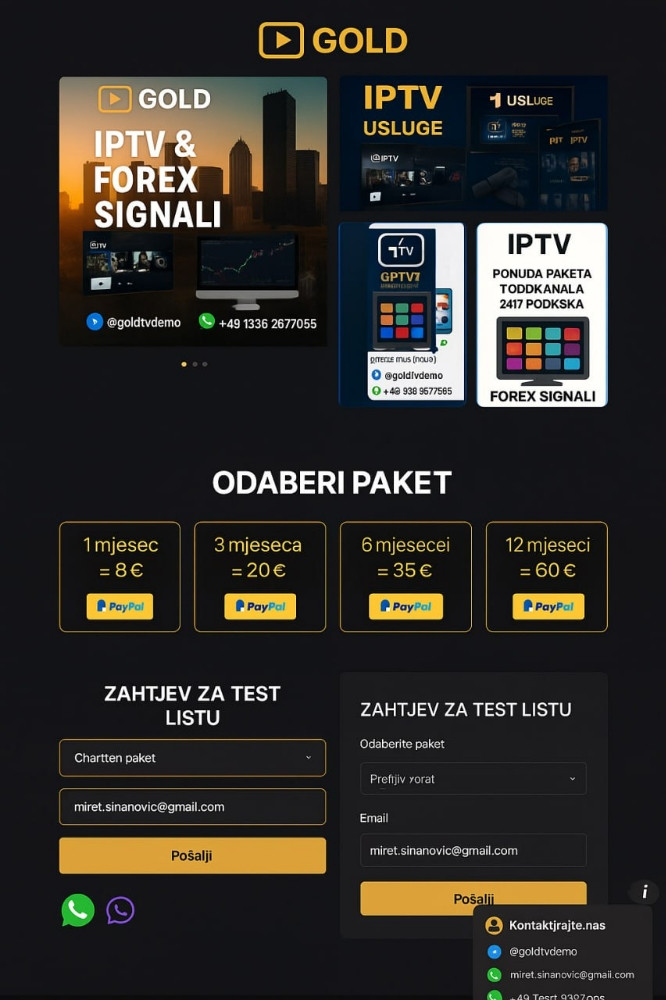 GOLD
GOLD
IPTV &
FOREX
SIGNALI
@goldtvdemo
+49 1336 2677055
IPTV
USLUGE
1 USLUGE
@IPTV
IPTV
TV
GPTV7
@goldtvdemo
+49 938 9577565
IPTV
PONUDA PAKETA
TODDKANALA
2417 PODKSKA
FOREX SIGNALI
ODABERI PAKET
1 mjesec
= 8 €
PayPal
3 mjeseca
= 20 €
PayPal
6 mjesecei
= 35 €
PayPal
12 mjeseci
= 60 €
PayPal
ZAHTJEV ZA TEST
LISTU
Chartten paket
miret.sinanovic@gmail.com
Pošalji
ZAHTJEV ZA TEST LISTU
Odaberite paket
Email
miret.sinanovic@gmail.com
Pošalji
i
Kontaktjrajte.nas
@goldtvdemo
miret.sinanovic@gmail.com
+49